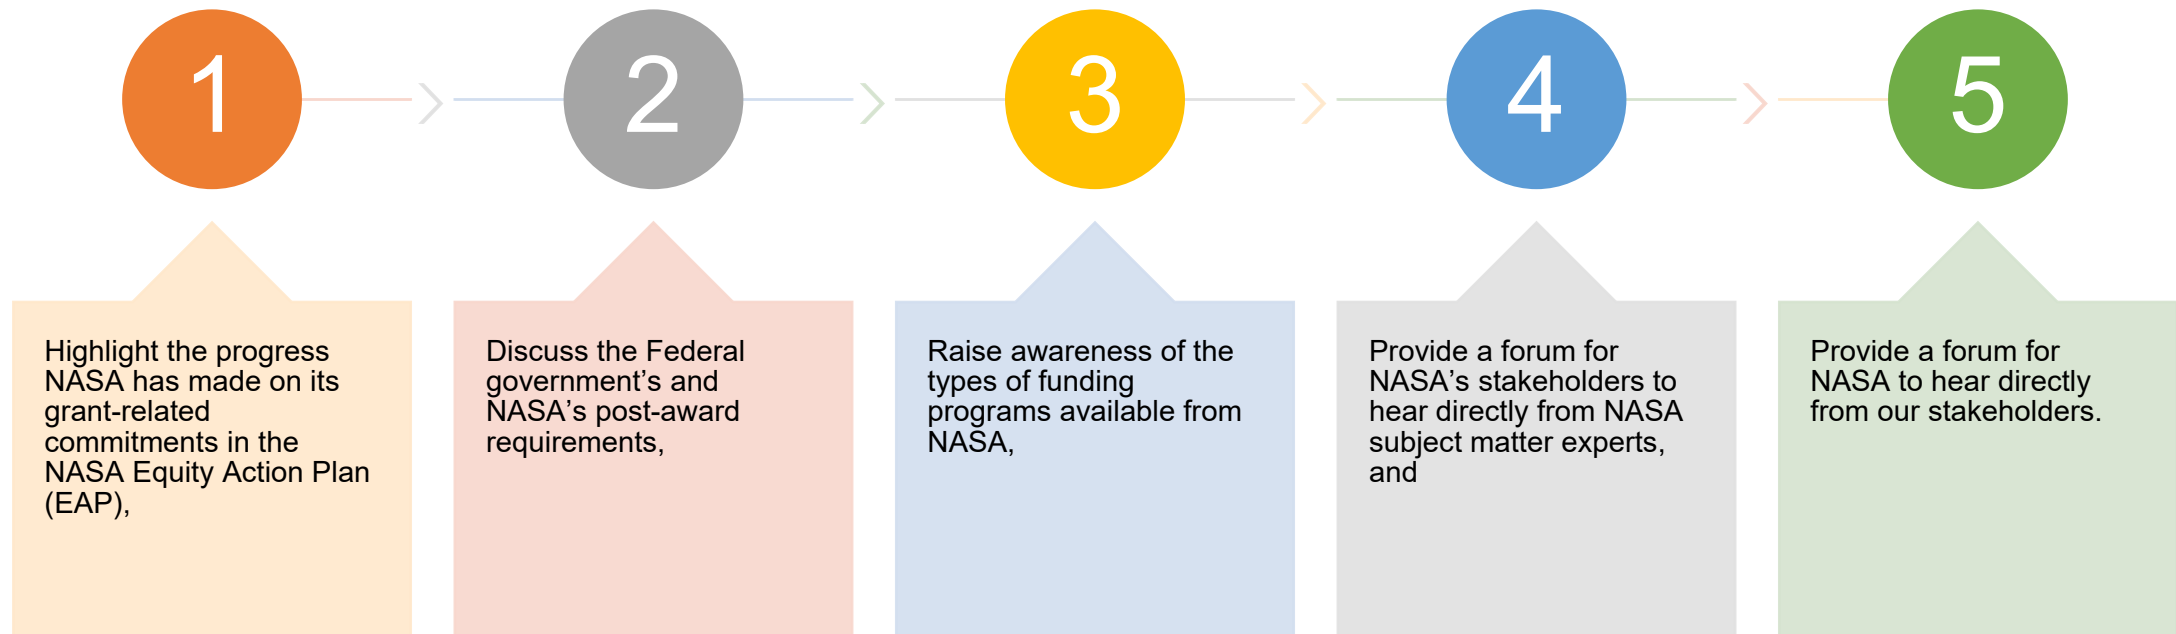 1
2
3
4
5
Highlight the progress
NASA has made on its
grant-related
commitments in the
NASA Equity Action Plan
(EAP),
Discuss the Federal
government’s and
NASA’s post-award
requirements,
Raise awareness of the
types of funding
programs available from
NASA,
Provide a forum for
NASA’s stakeholders to
hear directly from NASA
subject matter experts,
and
Provide a forum for
NASA to hear directly
from our stakeholders.